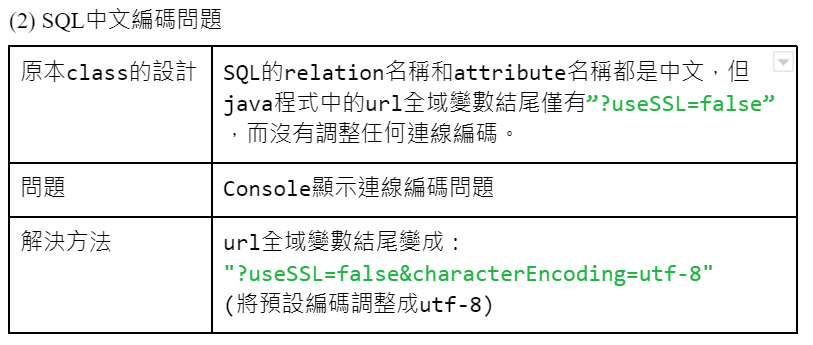 (2) SQL中文編碼問題
原本class的設計
SQL的relation名稱和attribute名稱都是中文，但
java程式中的url全域變數結尾僅有”?useSSL=false”
，而沒有調整任何連線編碼。
問題
Console顯示連線編碼問題
解決方法
url全域變數結尾變成：
"?useSSL=false&characterEncoding=utf-8"
(將預設編碼調整成utf-8)